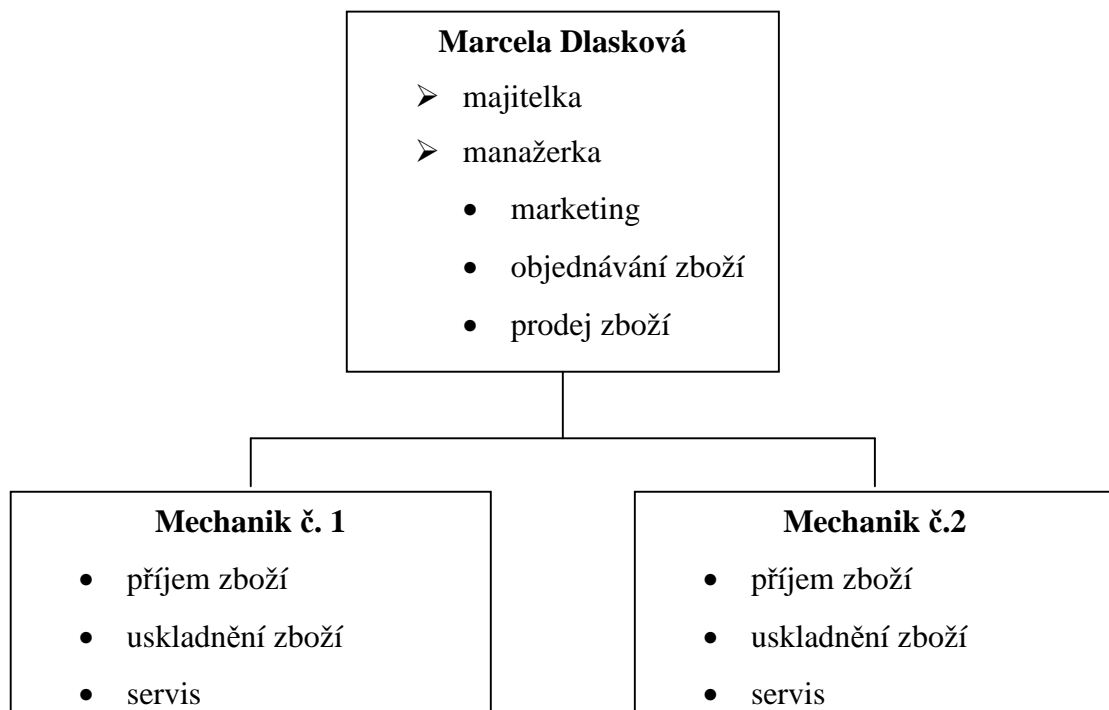 Marcela Dlasková
➢ majitelka
➢ manažerka
• marketing
• objednávání zboží
• prodej zboží
Mechanik č. 1
• příjem zboží
• uskladnění zboží
• servis
Mechanik č.2
• příjem zboží
• uskladnění zboží
• servis